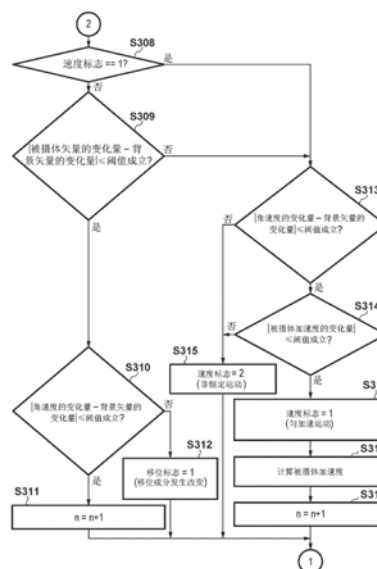 2
S308
速度标志 == 1?
是
否
S309
|被摄体矢量的变化量 – 背
景矢量的变化量|≤阈值成立?
否
是
S313
|角速度的变化量 – 背景矢量的
变化量|≤阈值成立?
否
是
S314
|被摄体加速度的变化量|
≤阈值成立?
否
是
S315
速度标志 = 2
(非恒定运动)
S310
|角速度的变化量 – 背景矢量的
变化量|≤阈值成立?
否
是
S312
移位标志 = 1
(移位成分发生改变)
S311
n = n+1
S3
速度标志 = 1
(匀加速运动)
S31
计算被摄体加速度
S31
n = n+1
1